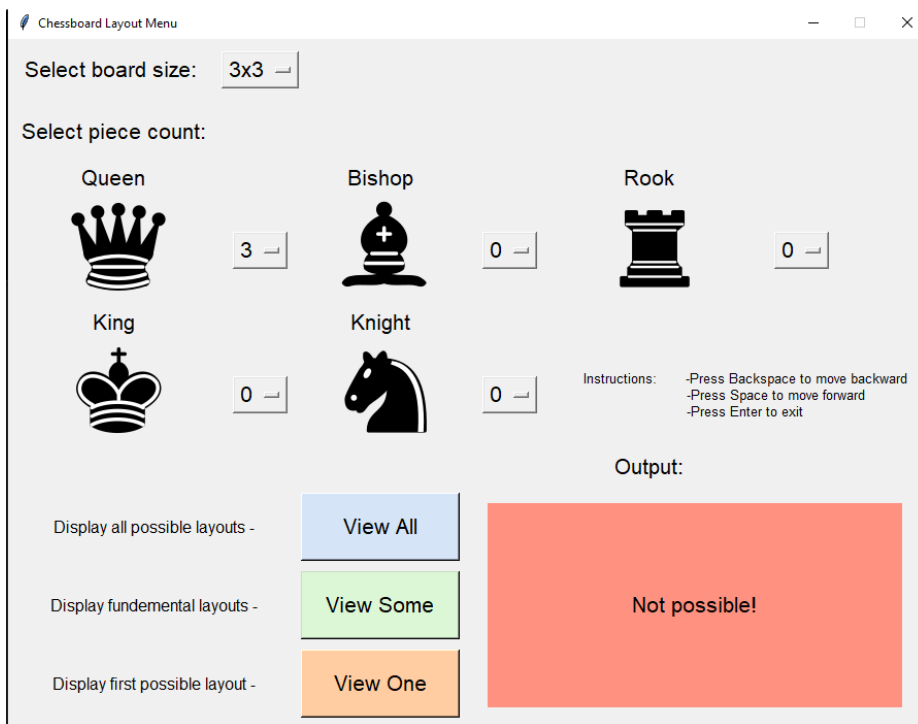 Chessboard Layout Menu
Select board size: 3x3
Select piece count:
Queen Bishop Rook
3 0 0
King Knight
0 0
Instructions: -Press Backspace to move backward
-Press Space to move forward
-Press Enter to exit
Output:
Display all possible layouts - View All
Display fundemental layouts - View Some
Not possible!
Display first possible layout - View One